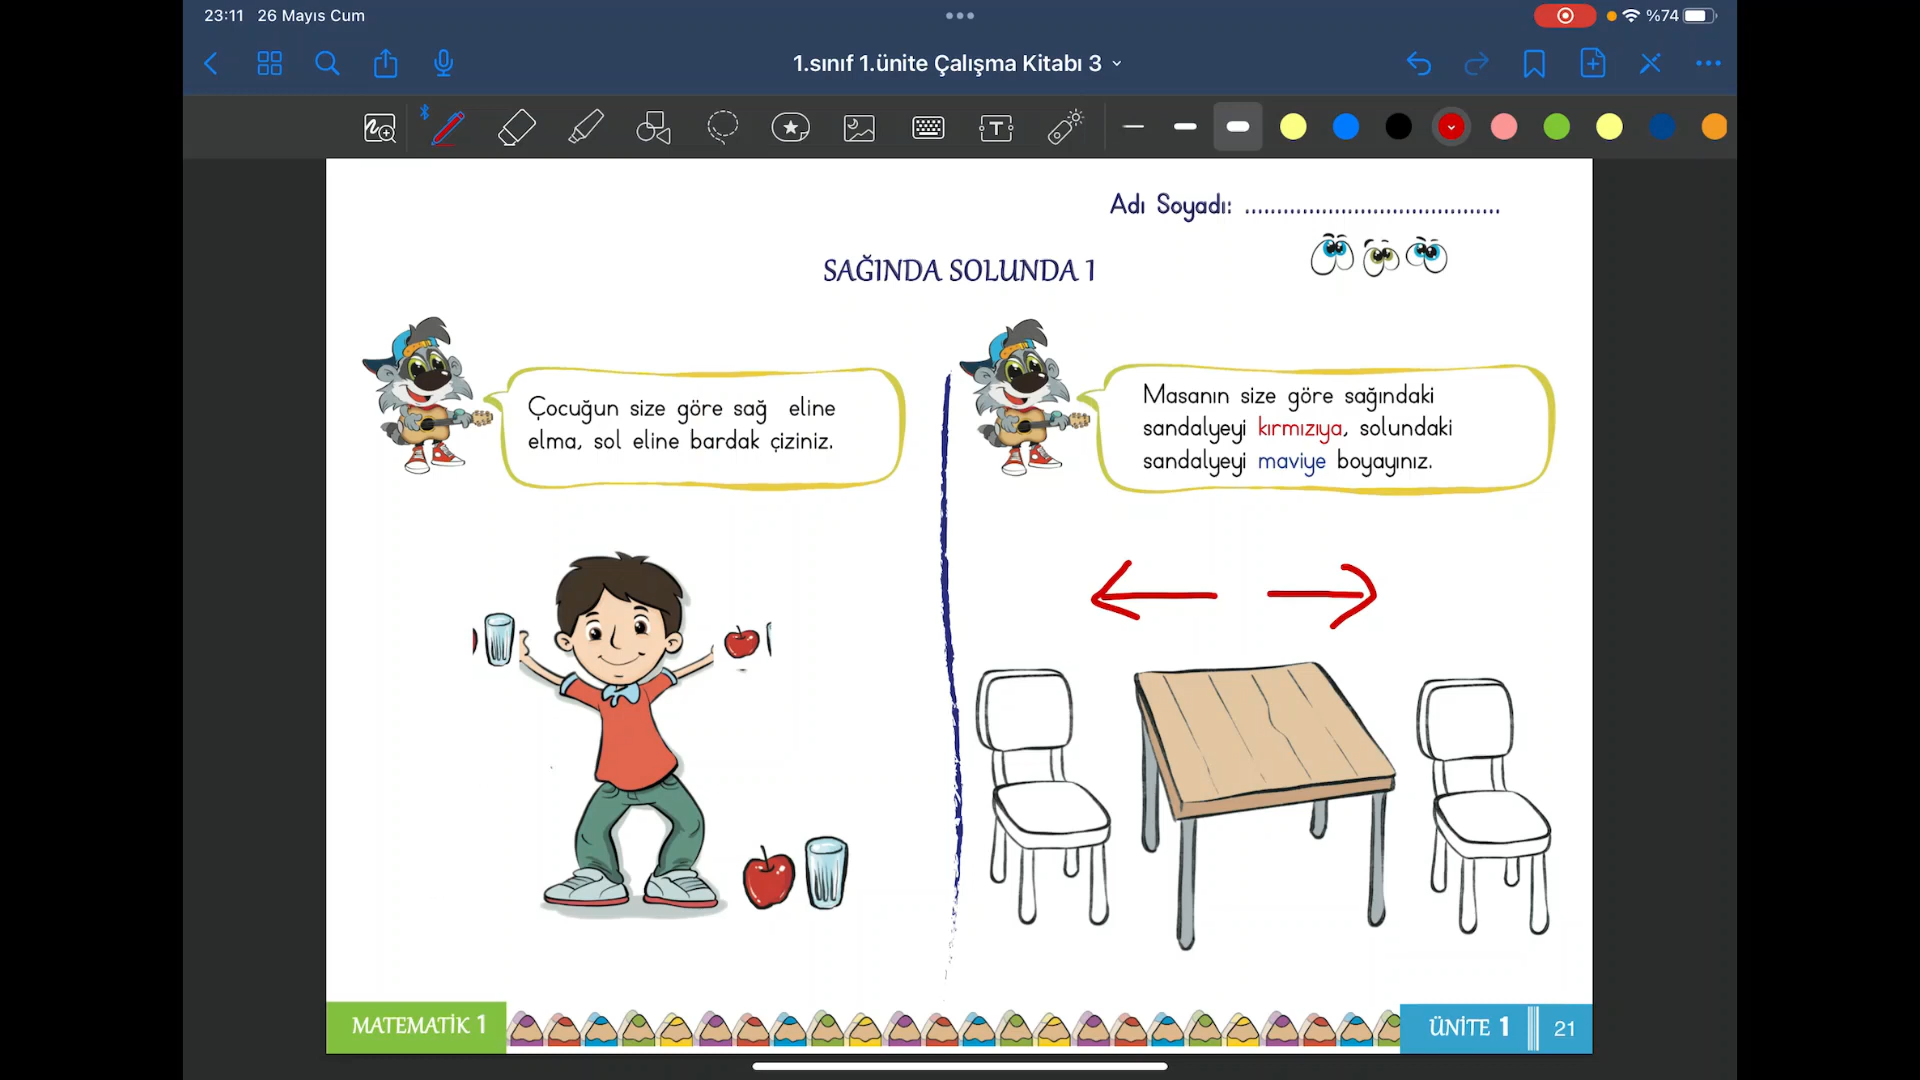 23:11 26 Mayıs Cum
%74
1.sınıf 1.ünite Çalışma Kitabı 3
T
Adı Soyadı: ........................................
SAĞINDA SOLUNDA 1
Çocuğun size göre sağ eline
elma, sol eline bardak çiziniz.
Masanın size göre sağındaki
sandalyeyi kırmızıya, solundaki
sandalyeyi maviye boyayınız.
MATEMATİK 1
ÜNİTE 1 21